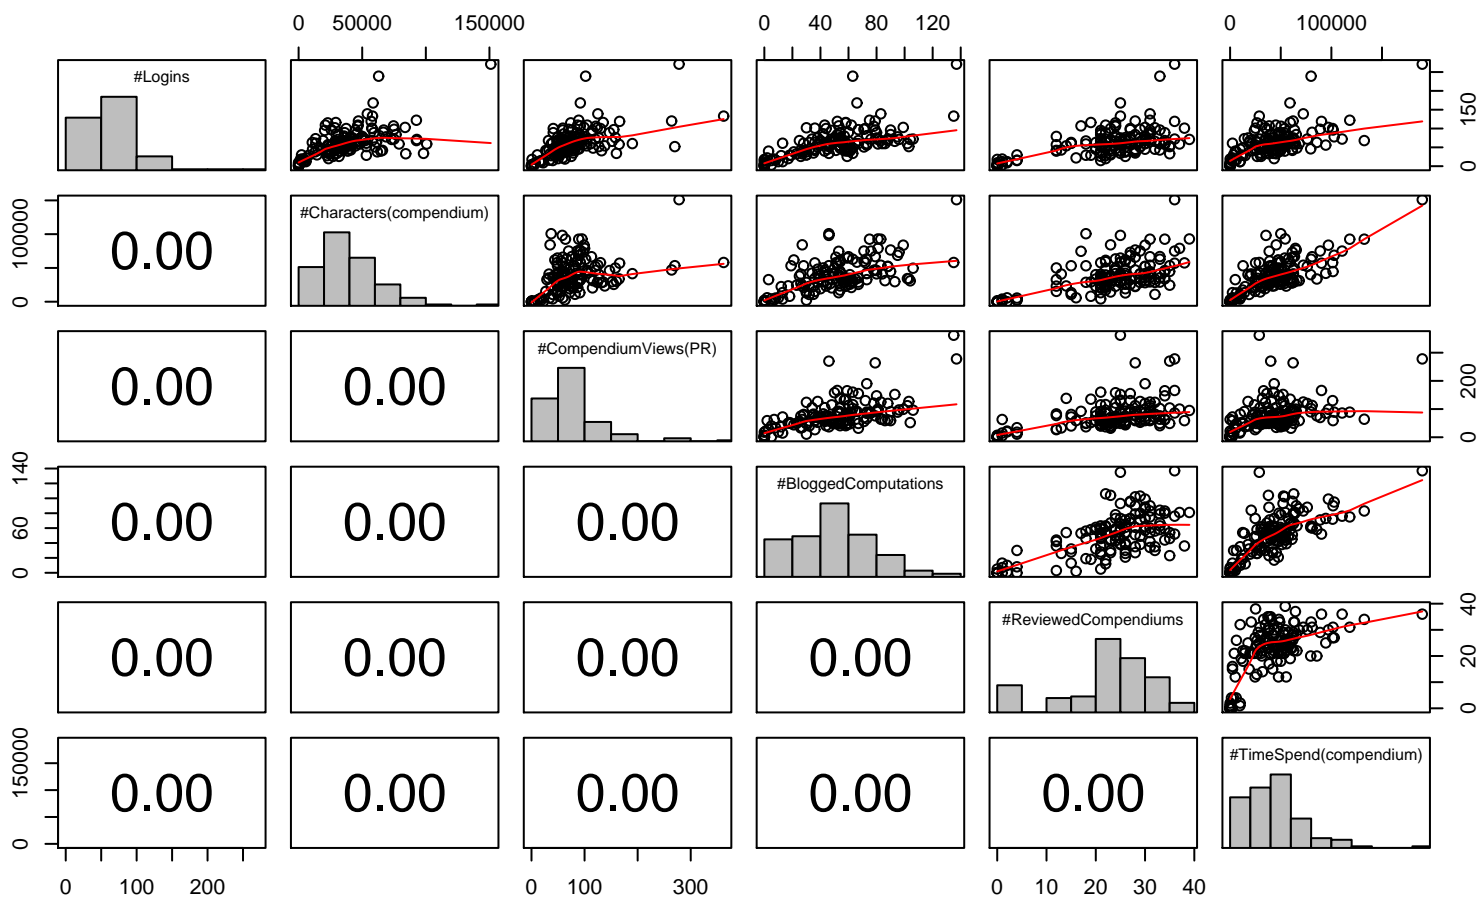 0 50000 150000 0 40 80 120 0 100000
#Logins
0 150
0 100000
0.00
#Characters(compendium)
0.00 0.00
#CompendiumViews(PR)
0 200
0 60 140
0.00 0.00 0.00
#BloggedComputations
0.00 0.00 0.00 0.00
#ReviewedCompendiums
0 20 40
0 150000
0.00 0.00 0.00 0.00 0.00
#TimeSpend(compendium)
0 100 200 0 100 300 0 10 20 30 40